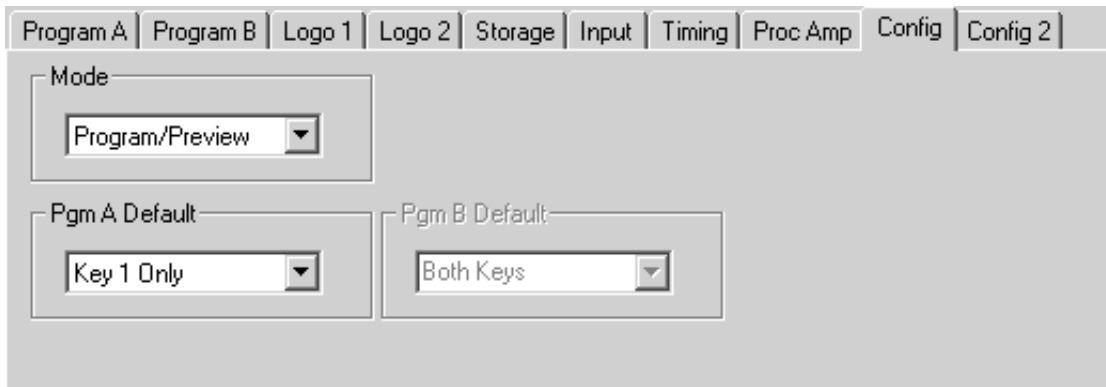 Program A Program B Logo 1 Logo 2 Storage Input Timing Proc Amp Config Config 2
Mode
Program/Preview
Pgm A Default Pgm B Default
Key 1 Only Both Keys